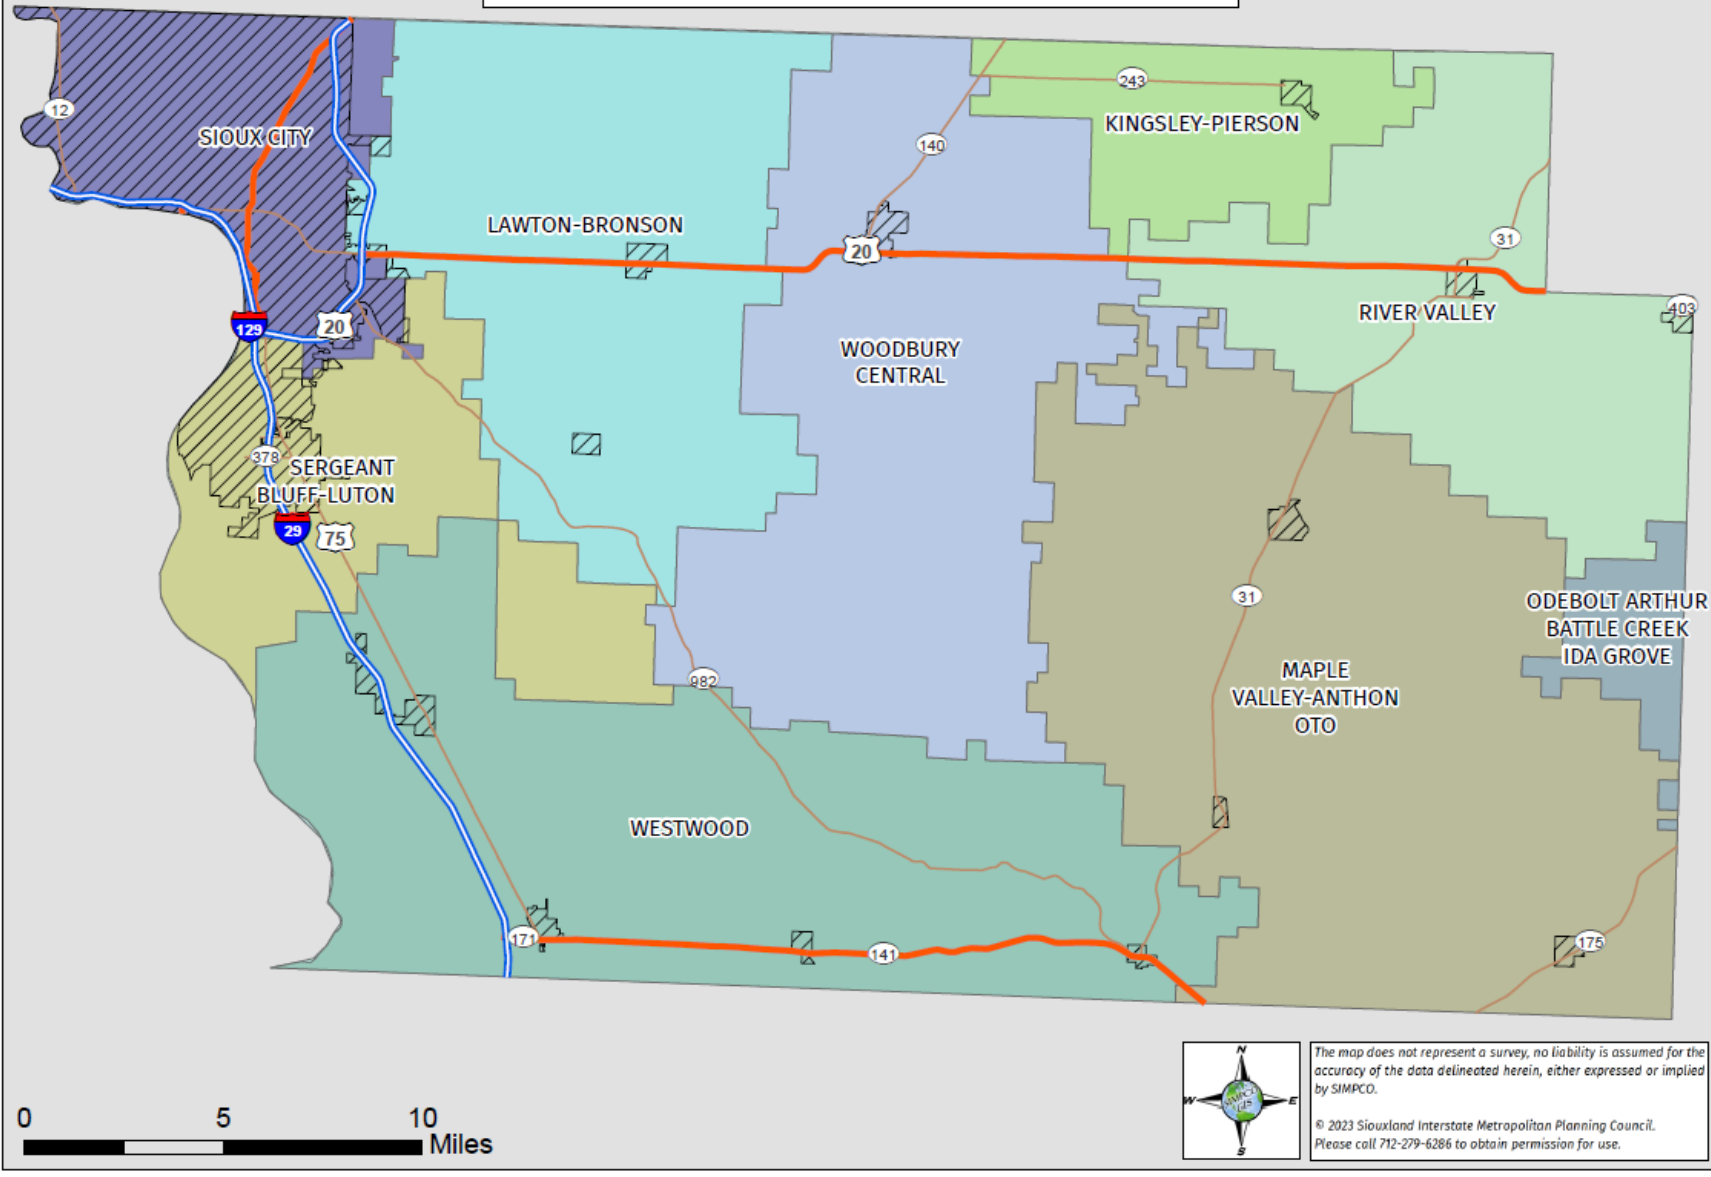 243
12
KINGSLEY-PIERSON
SIOUX CITY
140
LAWTON-BRONSON
31
20
403
RIVER VALLEY
129
20
WOODBURY
CENTRAL
378
SERGEANT
BLUFF-LUTON
29
75
31
ODEBOLT ARTHUR
BATTLE CREEK
IDA GROVE
982
MAPLE
VALLEY-ANTHON
OTO
WESTWOOD
171
141
175
N
W
E
S
SIMPCO
GIS
The map does not represent a survey, no liability is assumed for the
accuracy of the data delineated herein, either expressed or implied
by SIMPCO.
© 2023 Siouxland Interstate Metropolitan Planning Council.
Please call 712-279-6286 to obtain permission for use.
0 5 10
Miles